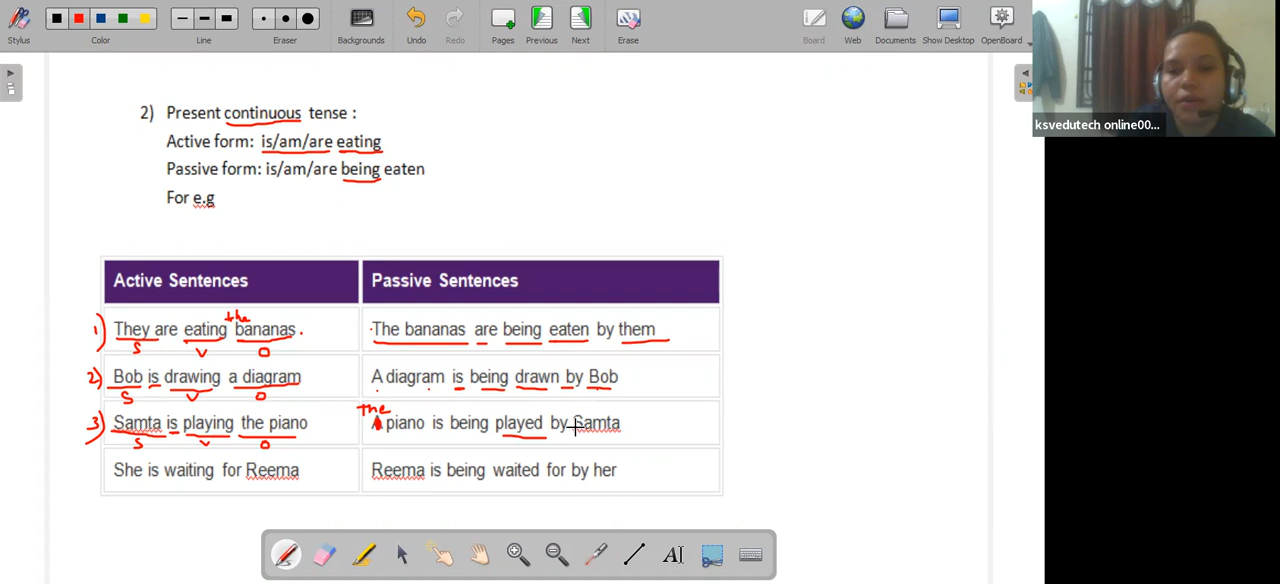 Stylus Color Line Eraser Backgrounds Undo Redo Pages Previous Next Erase Board Web Documents Show Desktop OpenBoard
ksvedutech online00...
2) Present continuous tense :
Active form: is/am/are eating
Passive form: is/am/are being eaten
For e.g
Active Sentences Passive Sentences
the
1) They are eating bananas . The bananas are being eaten by them
S V O
2) Bob is drawing a diagram A diagram is being drawn by Bob
S V O
the
3) Samta is playing the piano A piano is being played by Samta
S V O
She is waiting for Reema Reema is being waited for by her